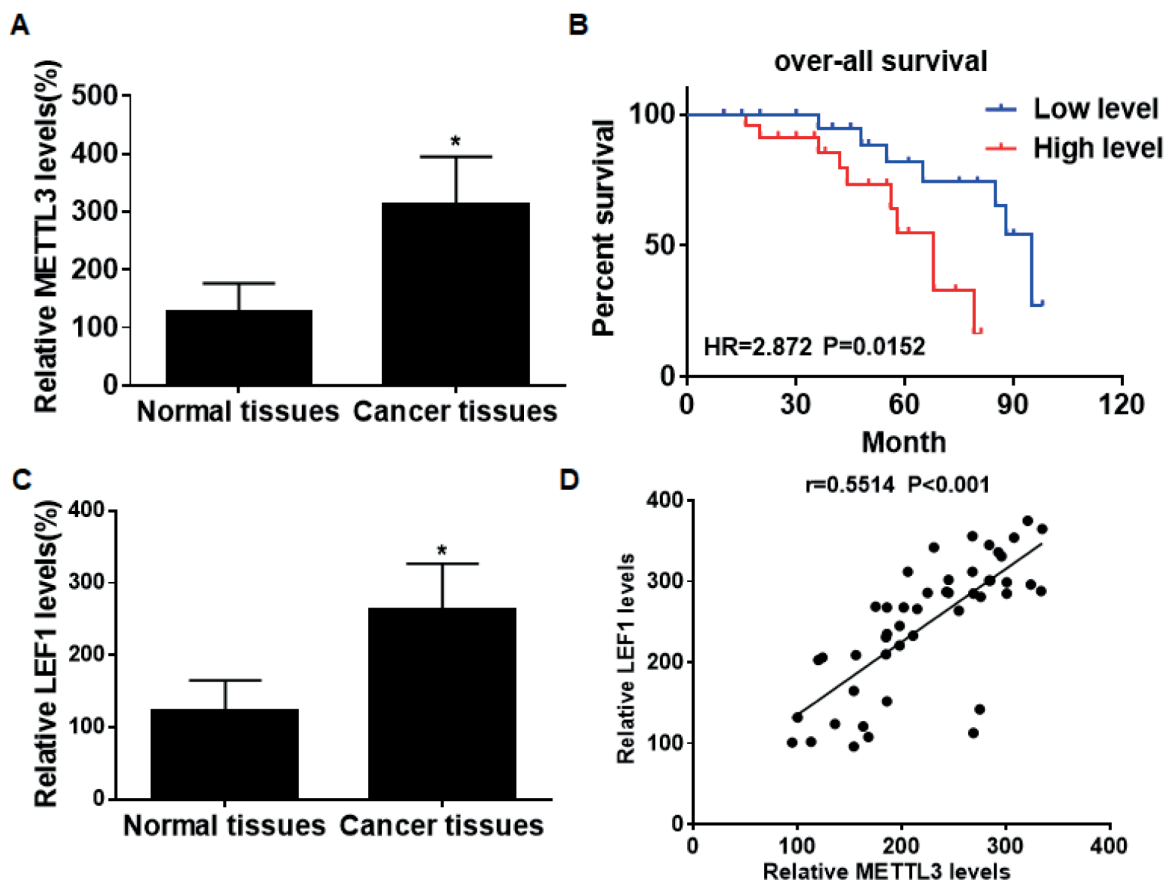 A
Relative METTL3 levels(%)
500
400
300
200
100
0
*
Normal tissues
Cancer tissues
B
over-all survival
Percent survival
100
50
0
Low level
High level
HR=2.872 P=0.0152
0
30
60
90
120
Month
C
Relative LEF1 levels(%)
400
300
200
100
0
*
Normal tissues
Cancer tissues
D
r=0.5514 P<0.001
Relative LEF1 levels
400
300
200
100
0
0
100
200
300
400
Relative METTL3 levels